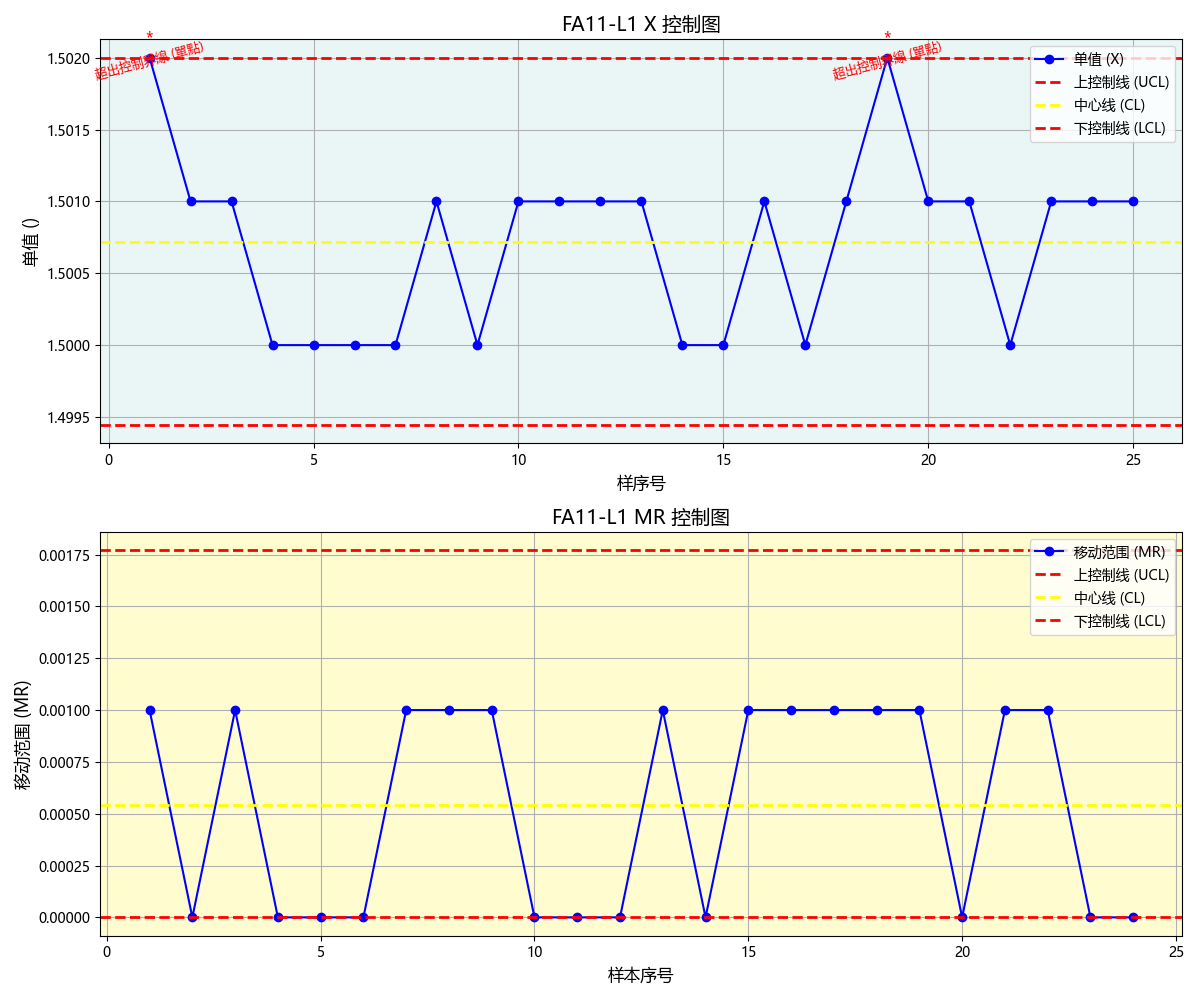 FA11-L1 X 控制图
*
*
超出控制界線 (單點)
超出控制界線 (單點)
单值 (X)
上控制线 (UCL)
中心线 (CL)
下控制线 (LCL)
1.5020
1.5015
1.5010
1.5005
1.5000
1.4995
单值 ()
0
5
10
15
20
25
样序号
FA11-L1 MR 控制图
移动范围 (MR)
上控制线 (UCL)
中心线 (CL)
下控制线 (LCL)
0.00175
0.00150
0.00125
0.00100
0.00075
0.00050
0.00025
0.00000
移动范围 (MR)
0
5
10
15
20
25
样本序号